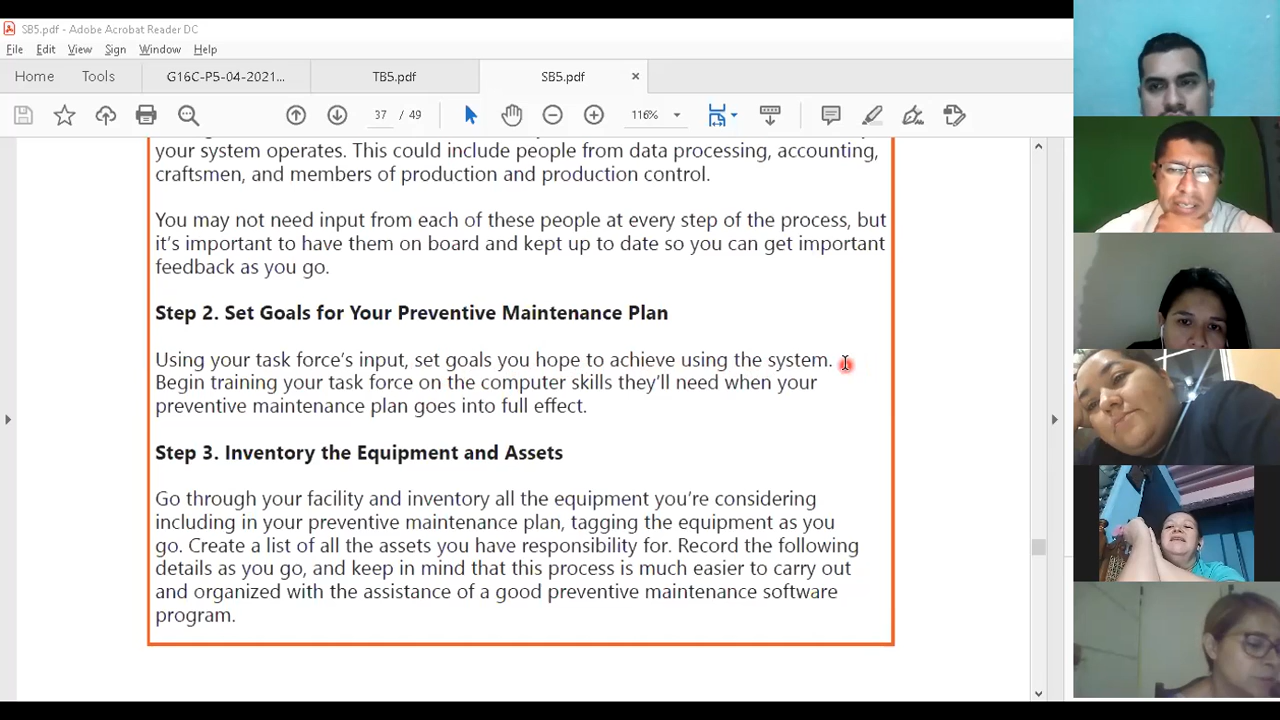 SB5.pdf - Adobe Acrobat Reader DC
File Edit View Sign Window Help
Home Tools G16C-P5-04-2021... TB5.pdf SB5.pdf ×
37 / 49 116%
your system operates. This could include people from data processing, accounting,
craftsmen, and members of production and production control.
You may not need input from each of these people at every step of the process, but
it's important to have them on board and kept up to date so you can get important
feedback as you go.
Step 2. Set Goals for Your Preventive Maintenance Plan
Using your task force's input, set goals you hope to achieve using the system.
Begin training your task force on the computer skills they'll need when your
preventive maintenance plan goes into full effect.
Step 3. Inventory the Equipment and Assets
Go through your facility and inventory all the equipment you're considering
including in your preventive maintenance plan, tagging the equipment as you
go. Create a list of all the assets you have responsibility for. Record the following
details as you go, and keep in mind that this process is much easier to carry out
and organized with the assistance of a good preventive maintenance software
program.